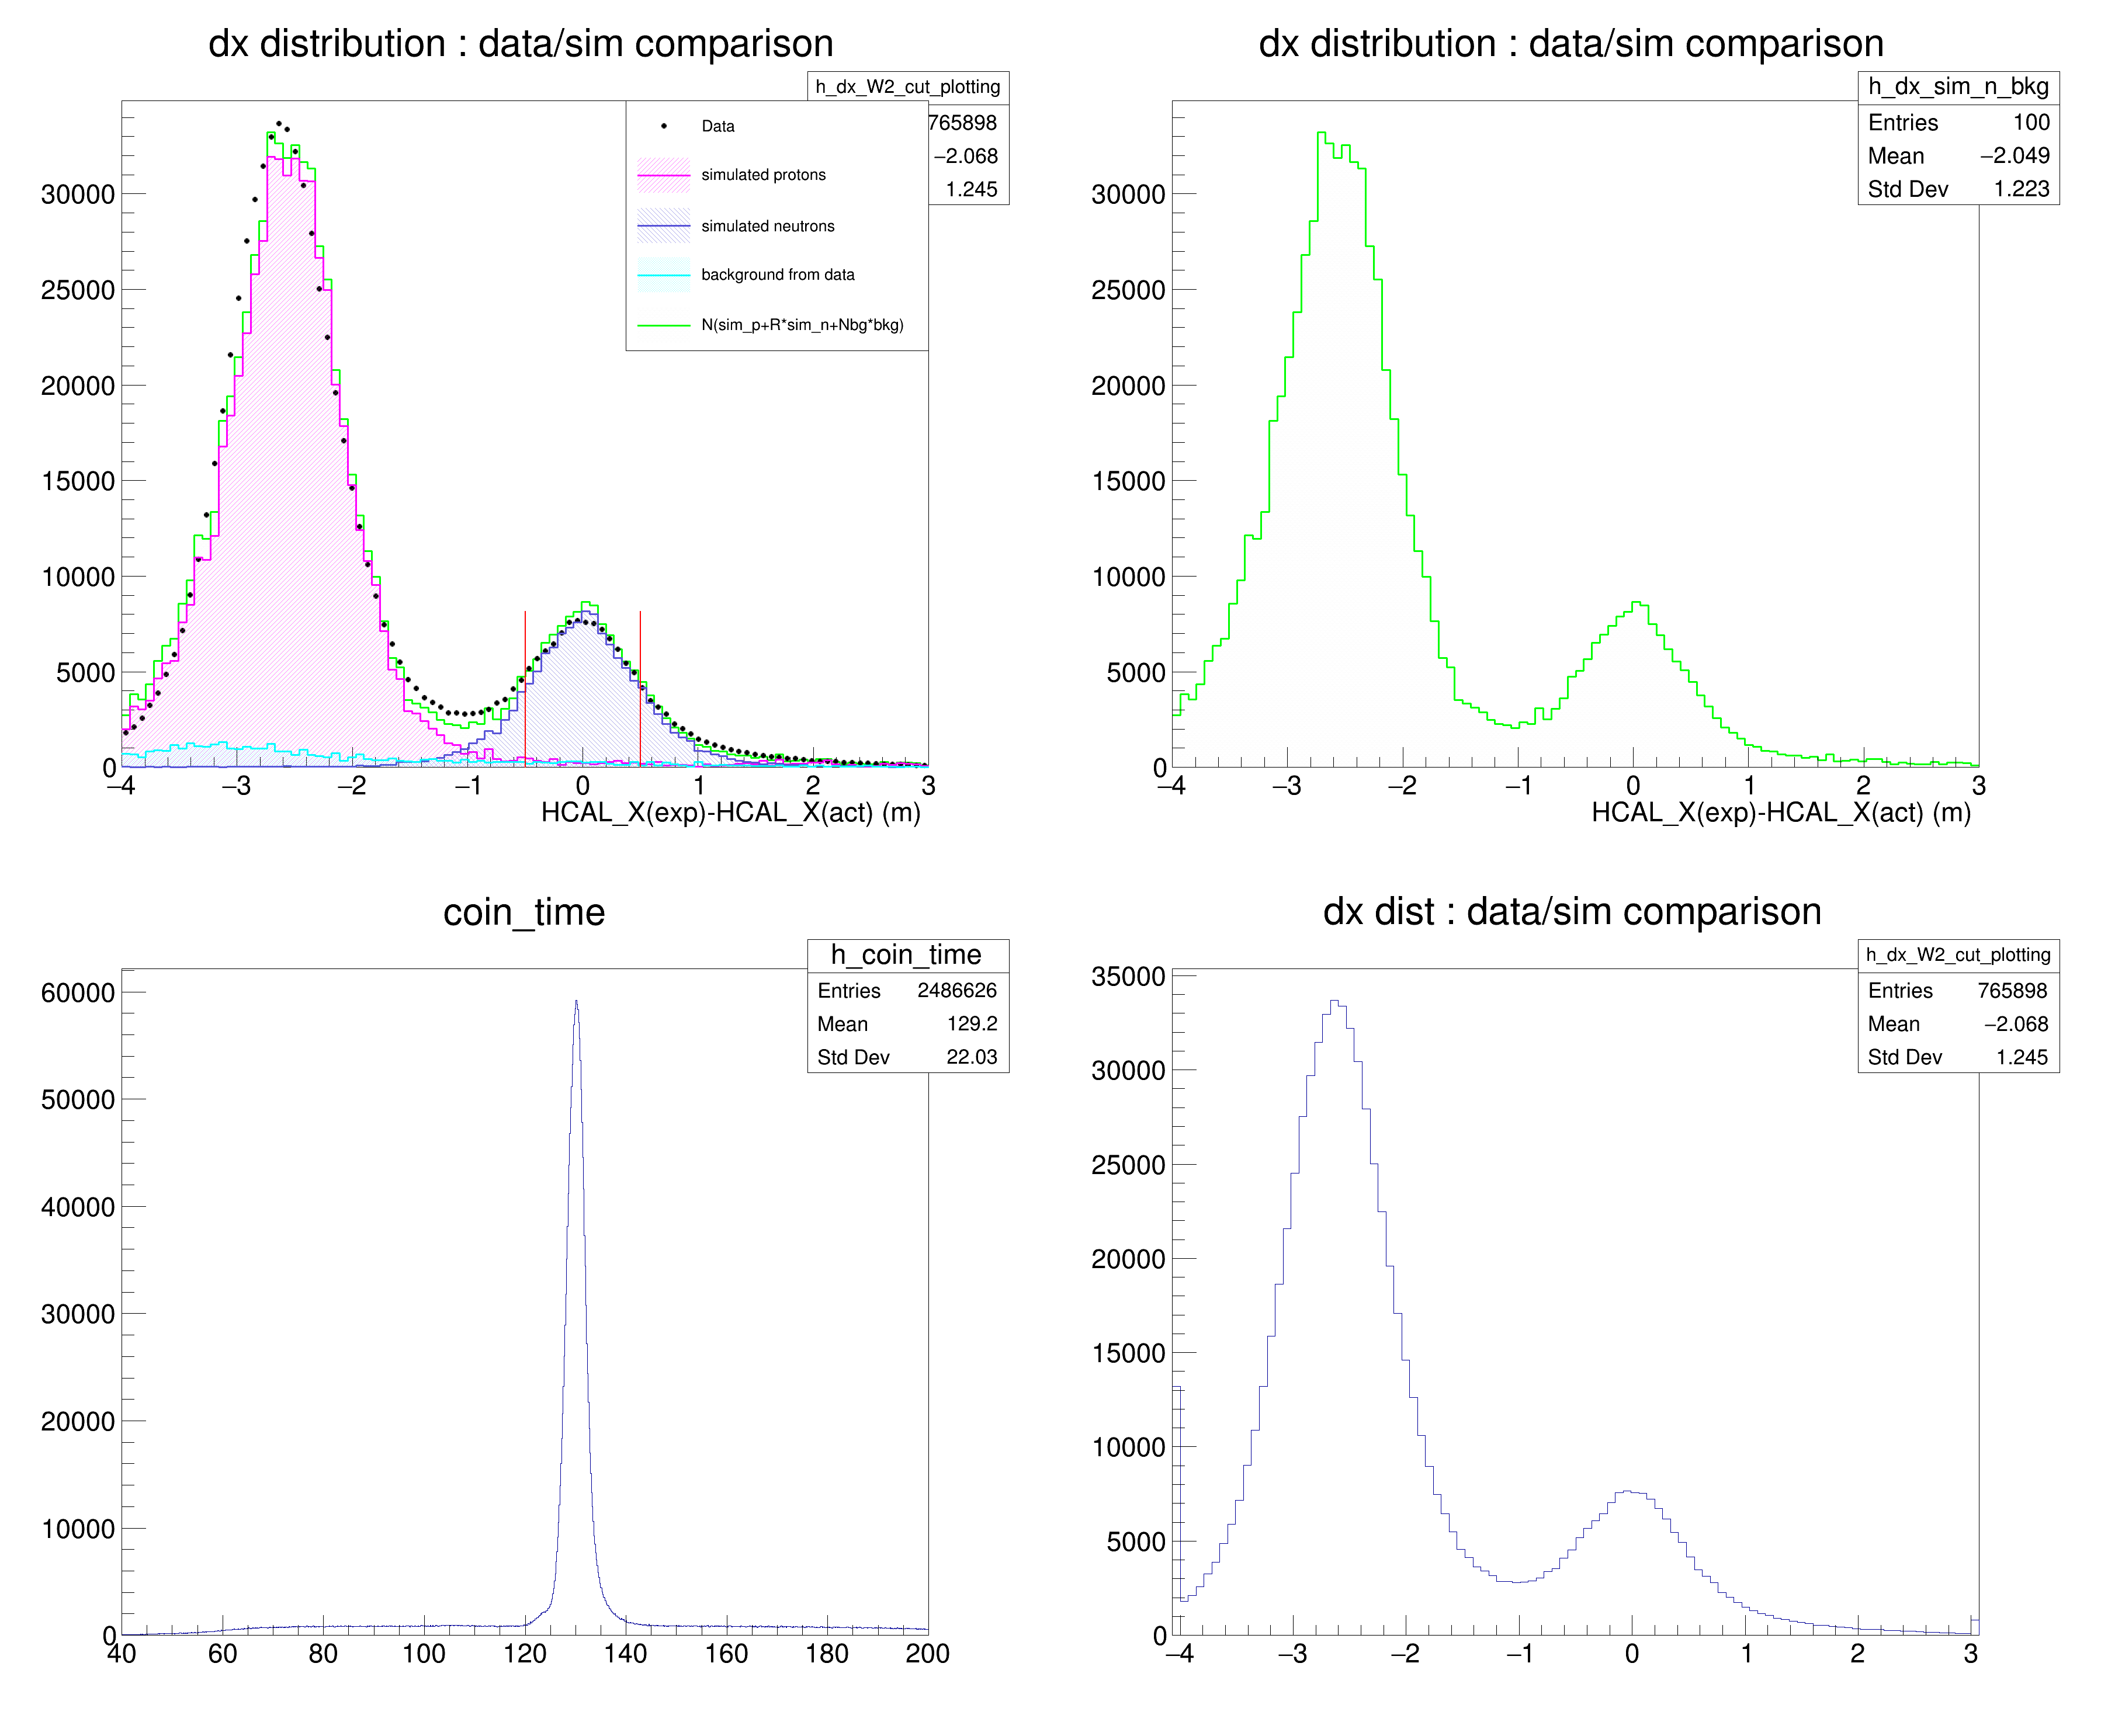 dx distribution : data/sim comparison
h_dx_W2_cut_plotting
765898
−2.068
1.245
Data
simulated protons
simulated neutrons
background from data
N(sim_p+R*sim_n+Nbg*bkg)
30000
25000
20000
15000
10000
5000
0
−4 −3 −2 −1 0 1 2 3
HCAL_X(exp)-HCAL_X(act) (m)
dx distribution : data/sim comparison
h_dx_sim_n_bkg
Entries 100
Mean −2.049
Std Dev 1.223
30000
25000
20000
15000
10000
5000
0
−4 −3 −2 −1 0 1 2 3
HCAL_X(exp)-HCAL_X(act) (m)
coin_time
h_coin_time
Entries 2486626
Mean 129.2
Std Dev 22.03
60000
50000
40000
30000
20000
10000
0
40 60 80 100 120 140 160 180 200
dx dist : data/sim comparison
h_dx_W2_cut_plotting
Entries 765898
Mean −2.068
Std Dev 1.245
35000
30000
25000
20000
15000
10000
5000
0
−4 −3 −2 −1 0 1 2 3